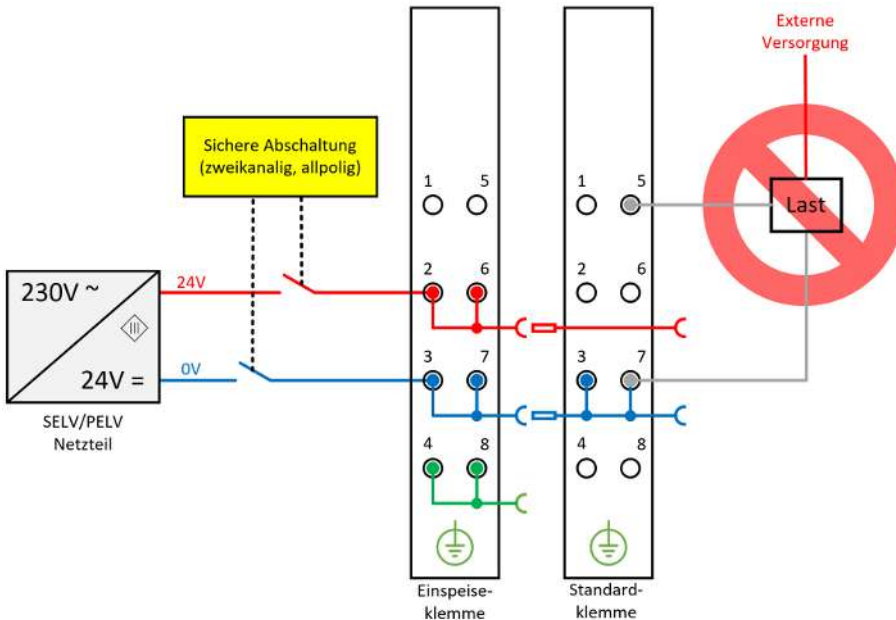 Externe
Versorgung
Sichere Abschaltung
(zweikanalig, allpolig)
1 5
1 5
Last
2 6
2 6
24V
230V ~
III
24V =
0V
3 7
3 7
SELV/PELV
Netzteil
4 8
4 8
Einspeise-
klemme
Standard-
klemme